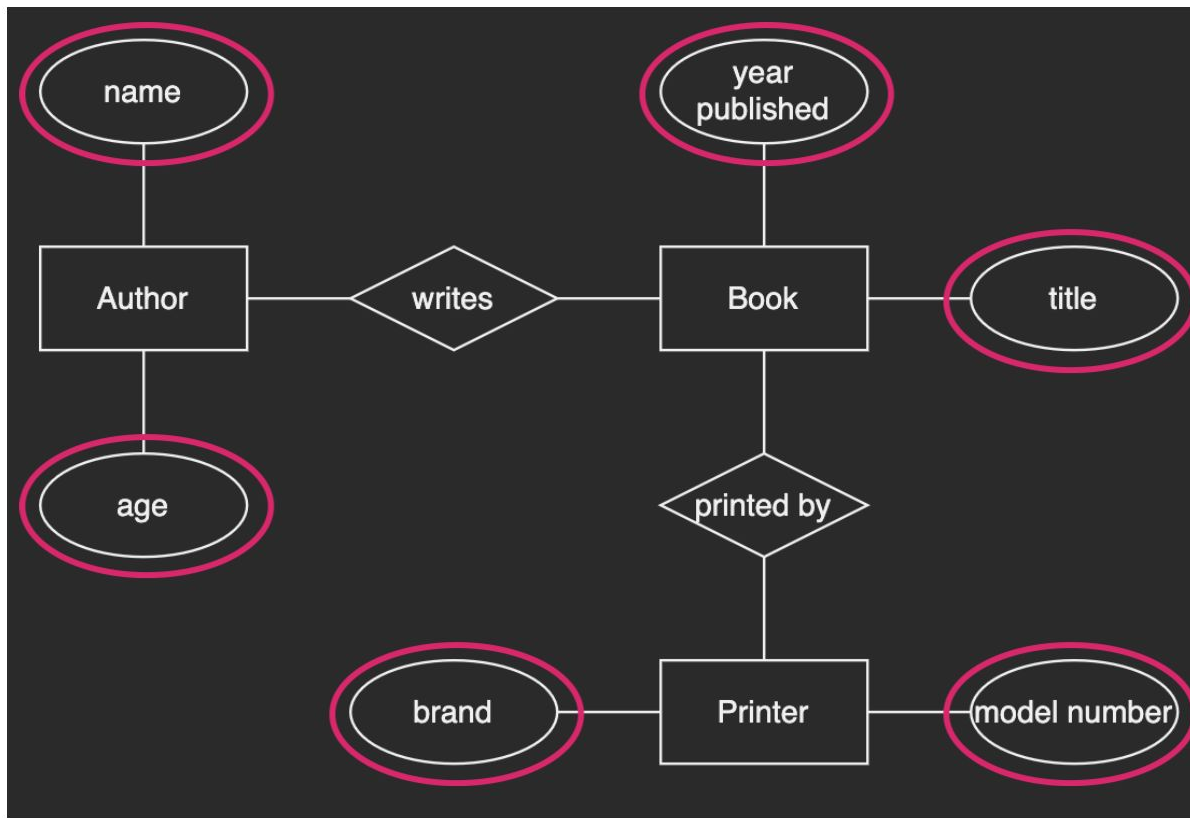 name
year
published
Author
writes
Book
title
age
printed by
brand
Printer
model number